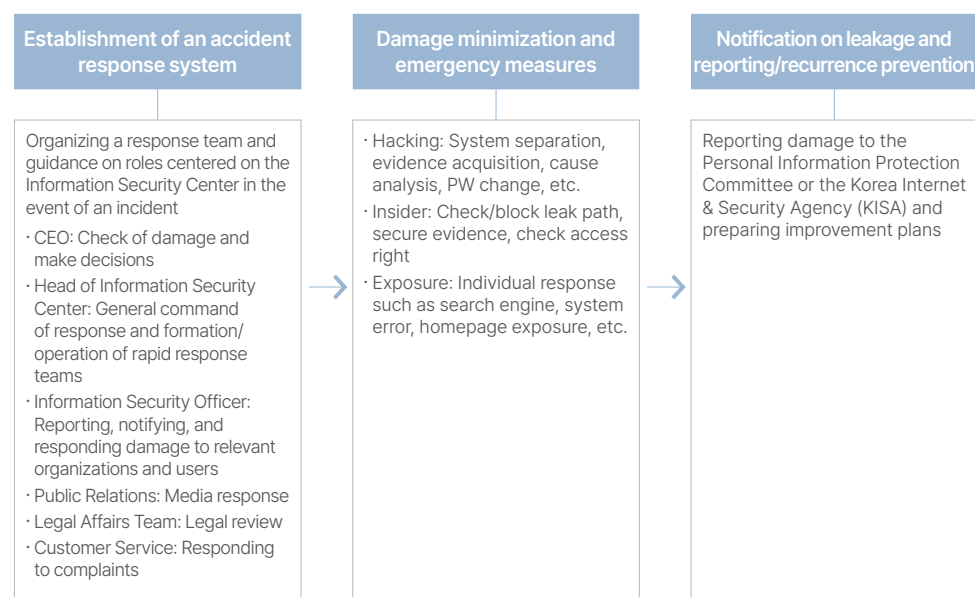 Establishment of an accident
response system
Organizing a response team and
guidance on roles centered on the
Information Security Center in the
event of an incident
· CEO: Check of damage and
make decisions
· Head of Information Security
Center: General command
of response and formation/
operation of rapid response
teams
· Information Security Officer:
Reporting, notifying, and
responding damage to relevant
organizations and users
· Public Relations: Media response
· Legal Affairs Team: Legal review
· Customer Service: Responding
to complaints
Damage minimization and
emergency measures
· Hacking: System separation,
evidence acquisition, cause
analysis, PW change, etc.
· Insider: Check/block leak path,
secure evidence, check access
right
· Exposure: Individual response
such as search engine, system
error, homepage exposure, etc.
Notification on leakage and
reporting/recurrence prevention
Reporting damage to the
Personal Information Protection
Committee or the Korea Internet
& Security Agency (KISA) and
preparing improvement plans